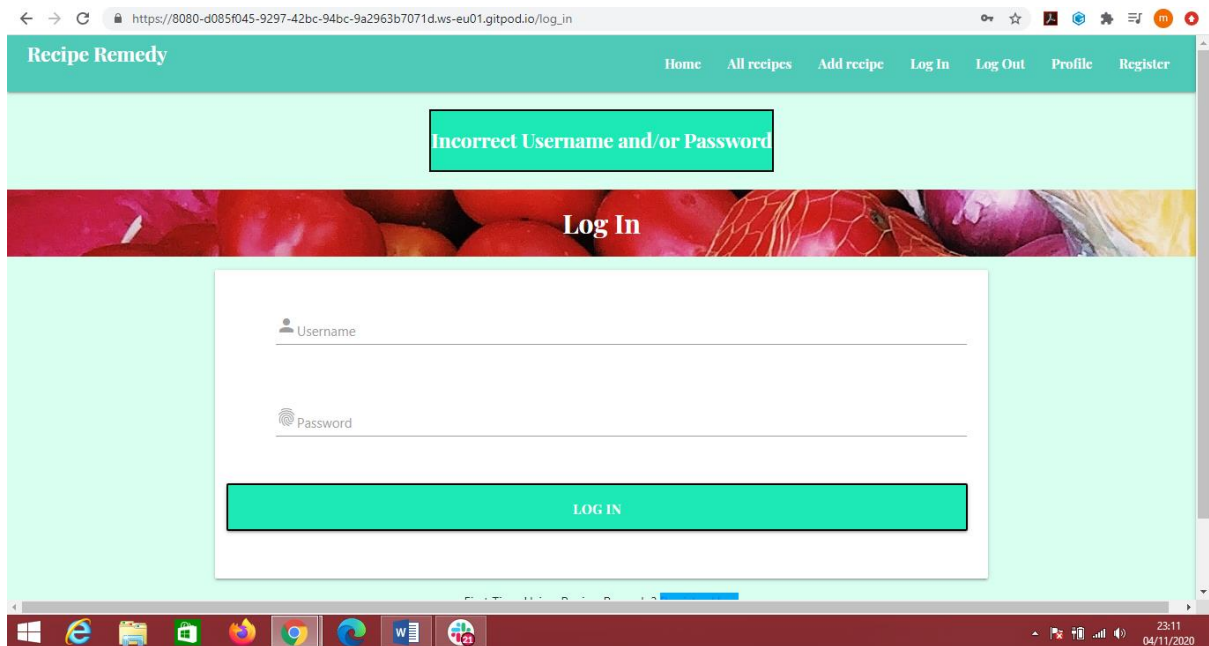 https://8080-d085f045-9297-42bc-94bc-9a2963b7071d.ws-eu01.gitpod.io/log_in
m
Recipe Remedy
Home All recipes Add recipe Log In Log Out Profile Register
Incorrect Username and/or Password
Log In
Username
Password
LOG IN
21
23:11
04/11/2020